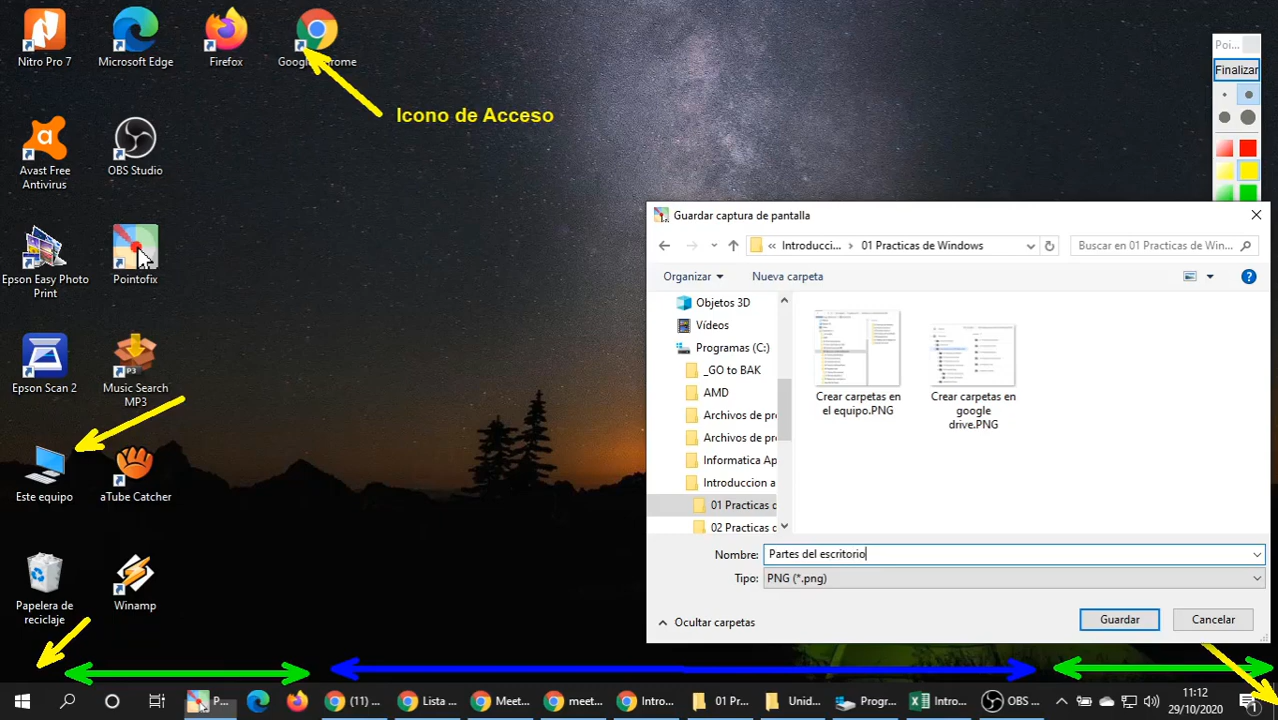 Nitro Pro 7
Microsoft Edge
Firefox
Google Chrome
Icono de Acceso
Avast Free
Antivirus
OBS Studio
Epson Easy Photo
Print
Pointofix
Epson Scan 2
Music Search
MP3
Este equipo
aTube Catcher
Papelera de
reciclaje
Winamp
Poi...
Finalizar
Guardar captura de pantalla
« Introducci... › 01 Practicas de Windows
Buscar en 01 Practicas de Win...
Organizar
Nueva carpeta
Objetos 3D
Vídeos
Programas (C:)
_GO to BAK
AMD
Archivos de pr
Archivos de pr
Informatica Ap
Introduccion a
01 Practicas d
02 Practicas d
Crear carpetas en
el equipo.PNG
Crear carpetas en
google
drive.PNG
Nombre: Partes del escritorio
Tipo: PNG (*.png)
Ocultar carpetas
Guardar
Cancelar
P...
(11) ...
Lista ...
Meet...
meet...
Intro...
01 Pr...
Unid...
Progr...
Intro...
OBS ...
11:12
29/10/2020
1